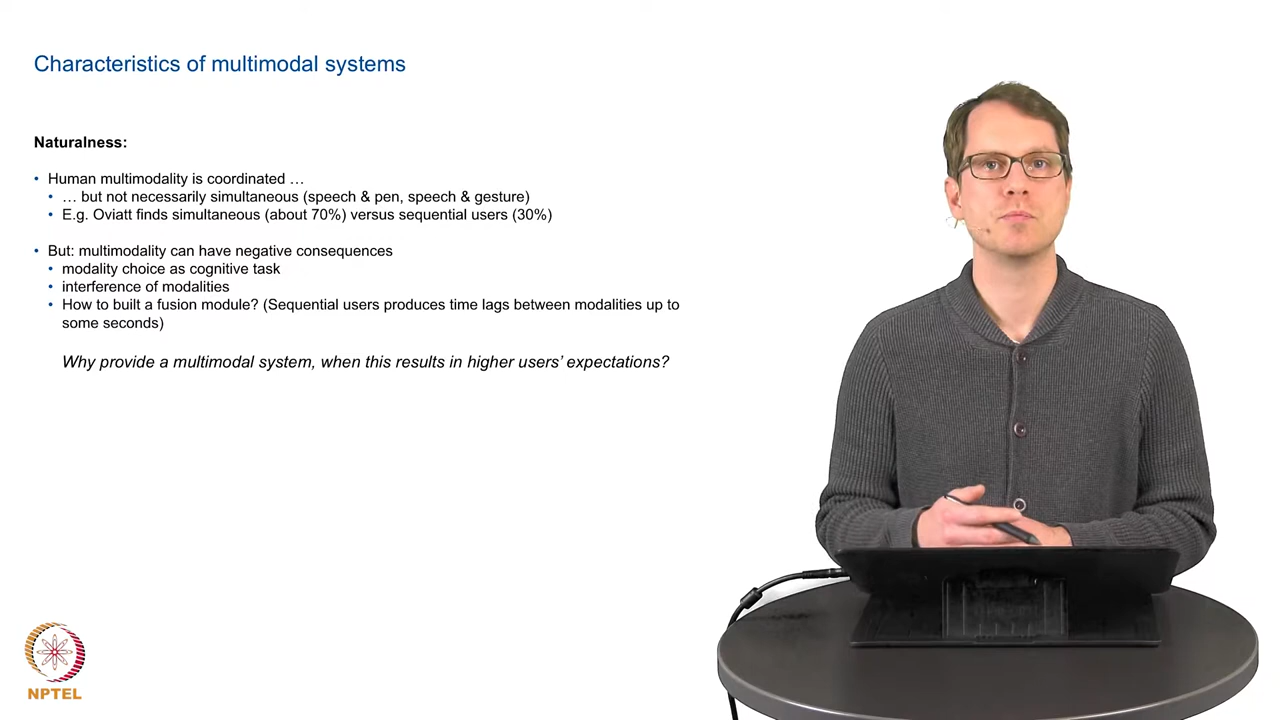 Characteristics of multimodal systems
Naturalness:
• Human multimodality is coordinated …
• … but not necessarily simultaneous (speech & pen, speech & gesture)
• E.g. Oviatt finds simultaneous (about 70%) versus sequential users (30%)
• But: multimodality can have negative consequences
• modality choice as cognitive task
• interference of modalities
• How to built a fusion module? (Sequential users produces time lags between modalities up to
some seconds)
Why provide a multimodal system, when this results in higher users’ expectations?
NPTEL